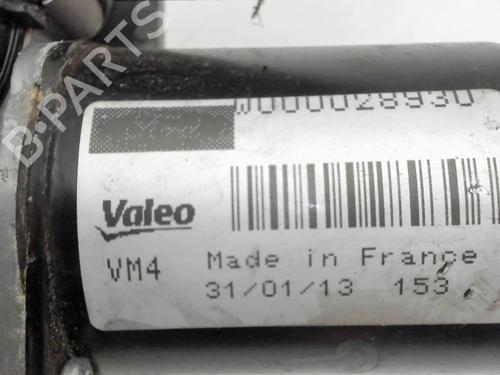 W000028930
Valeo
VM4 Made in France
31/01/13 153
B-PARTS